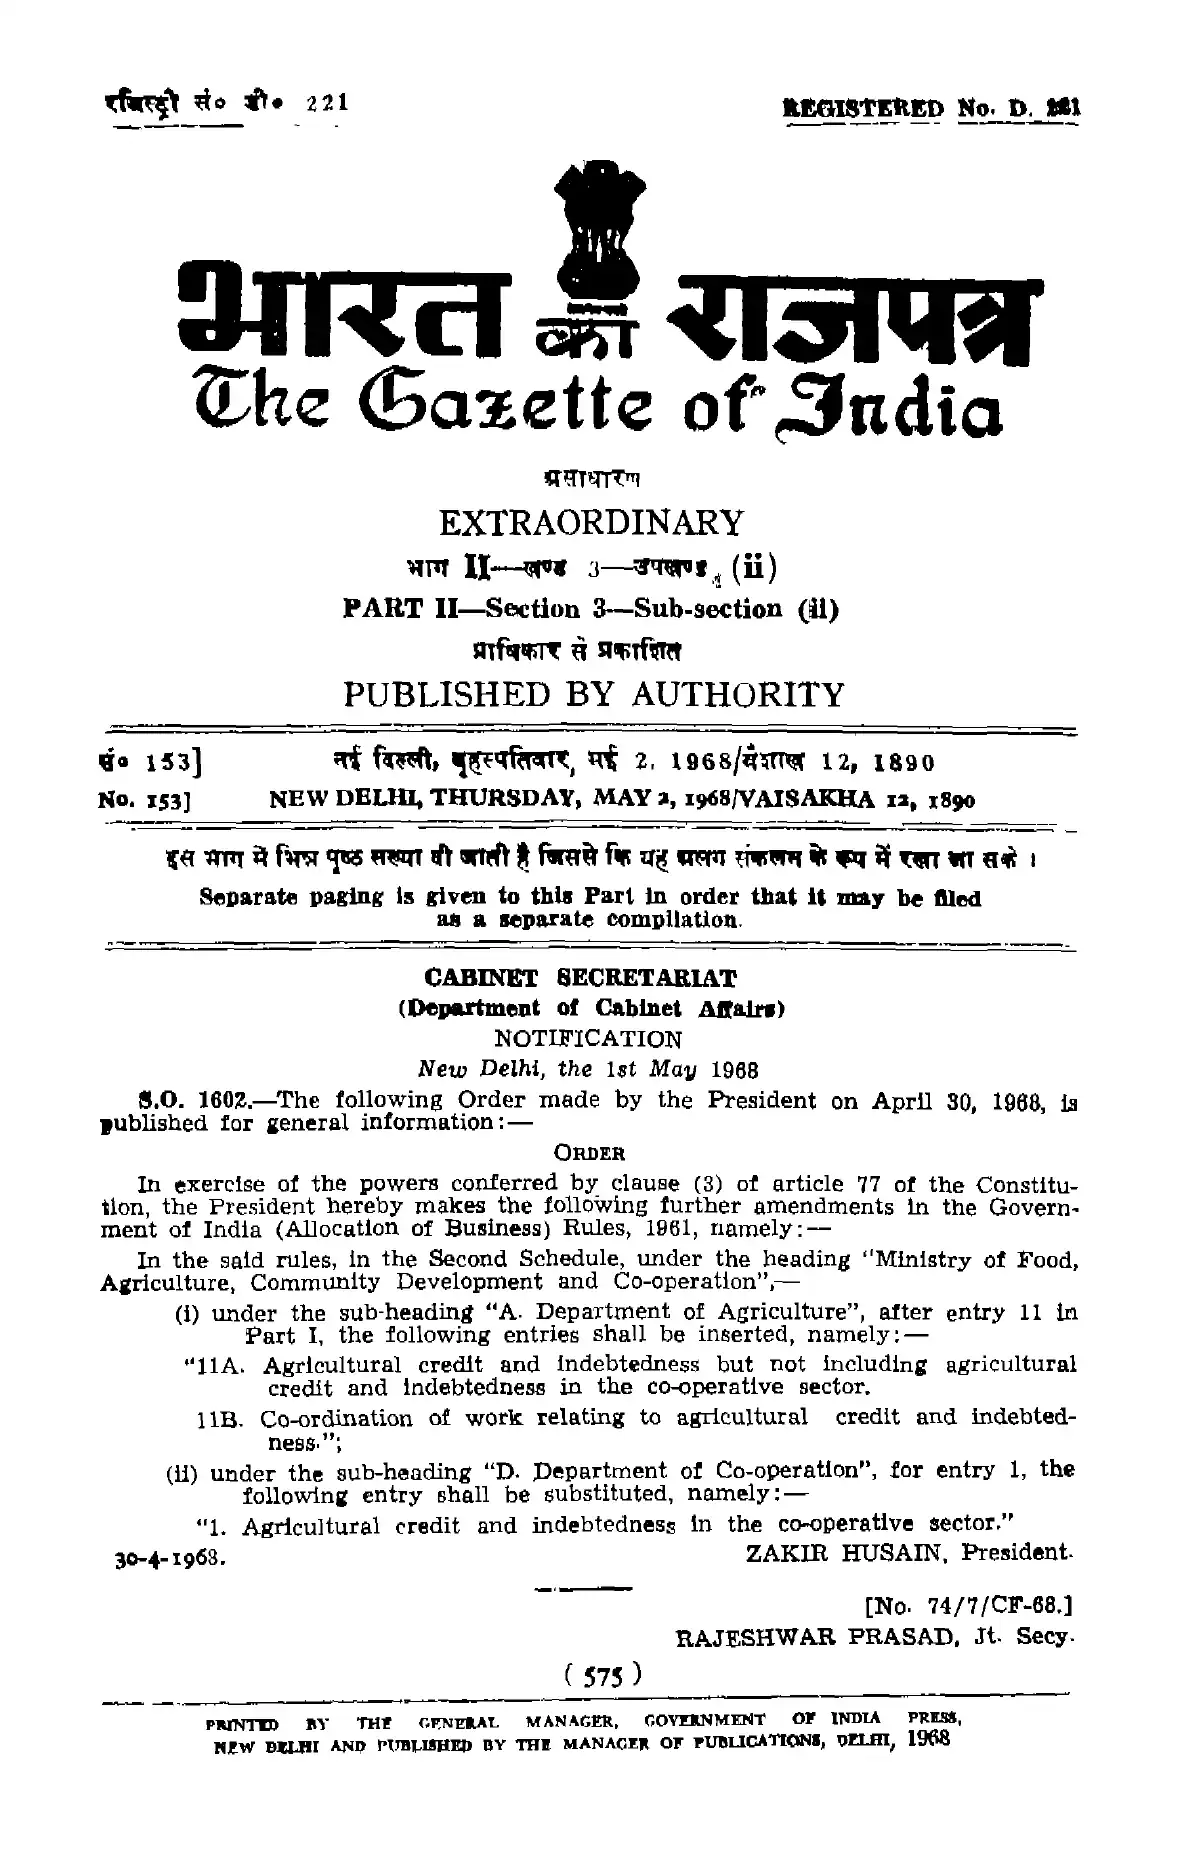 रजिस्ट्री सं० डी० 221
REGISTERED No. D. 221
भारत का राजपत्र
The Gazette of India
असाधारण
EXTRAORDINARY
भाग II—खण्ड 3—उपखण्ड (ii)
PART II—Section 3—Sub-section (ii)
प्राधिकार से प्रकाशित
PUBLISHED BY AUTHORITY
सं० 153]
नई दिल्ली, बृहस्पतिवार, मई 2, 1968/वैशाख 12, 1890
No. 153]
NEW DELHI, THURSDAY, MAY 2, 1968/VAISAKHA 12, 1890
इस भाग में भिन्न पृष्ठ संख्या दी जाती है जिससे कि यह अलग संकलन के रूप में रखा जा सके ।
Separate paging is given to this Part in order that it may be filed
as a separate compilation.
CABINET SECRETARIAT
(Department of Cabinet Affairs)
NOTIFICATION
New Delhi, the 1st May 1968
S.O. 1602.—The following Order made by the President on April 30, 1968, is
published for general information:—
ORDER
In exercise of the powers conferred by clause (3) of article 77 of the Constitu-
tion, the President hereby makes the following further amendments in the Govern-
ment of India (Allocation of Business) Rules, 1961, namely:—
In the said rules, in the Second Schedule, under the heading "Ministry of Food,
Agriculture, Community Development and Co-operation",—
(i) under the sub-heading "A. Department of Agriculture", after entry 11 in
Part I, the following entries shall be inserted, namely:—
"11A. Agricultural credit and indebtedness but not including agricultural
credit and indebtedness in the co-operative sector.
11B. Co-ordination of work relating to agricultural credit and indebted-
ness.";
(ii) under the sub-heading "D. Department of Co-operation", for entry 1, the
following entry shall be substituted, namely:—
"1. Agricultural credit and indebtedness in the co-operative sector."
30-4-1968.
ZAKIR HUSAIN, President.
[No. 74/7/CF-68.]
RAJESHWAR PRASAD, Jt. Secy.
( 575 )
PRINTED BY THE GENERAL MANAGER, GOVERNMENT OF INDIA PRESS,
NEW DELHI AND PUBLISHED BY THE MANAGER OF PUBLICATIONS, DELHI, 1968